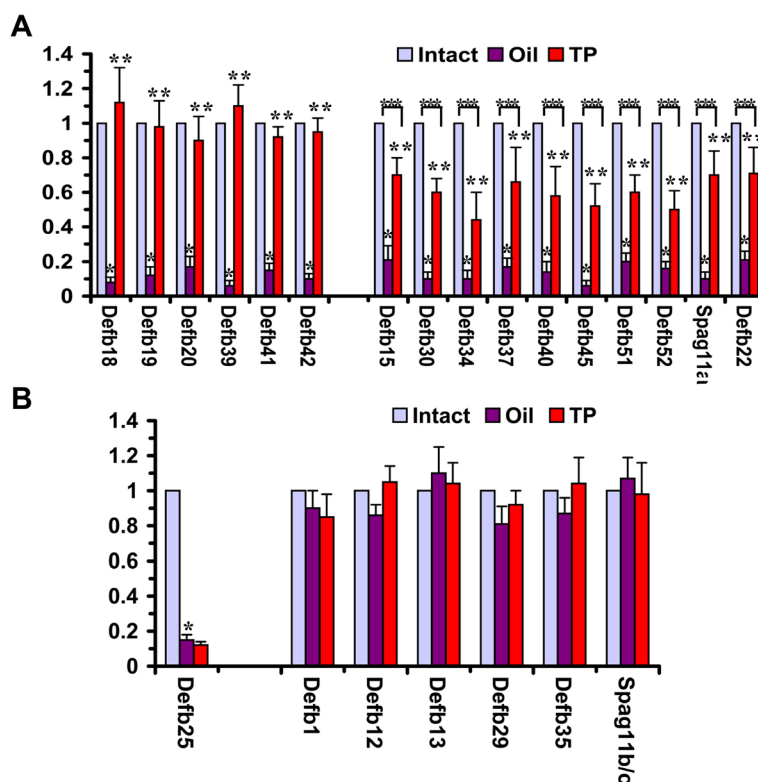 A
1.4
Intact Oil TP
1.2
1
0.8
0.6
0.4
0.2
0
** ** ** ** ** **
*** *** *** *** *** *** *** *** *** ***
** ** ** ** ** ** ** ** ** **
* * * * * * * * * * * * * * * *
Defb18
Defb19
Defb20
Defb39
Defb41
Defb42
Defb15
Defb30
Defb34
Defb37
Defb40
Defb45
Defb51
Defb52
Defb22
B
1.4
Intact Oil TP
1.2
1
0.8
0.6
0.4
0.2
0
*
Defb25
Defb1
Defb12
Defb13
Defb29
Defb35
Spag11b/c